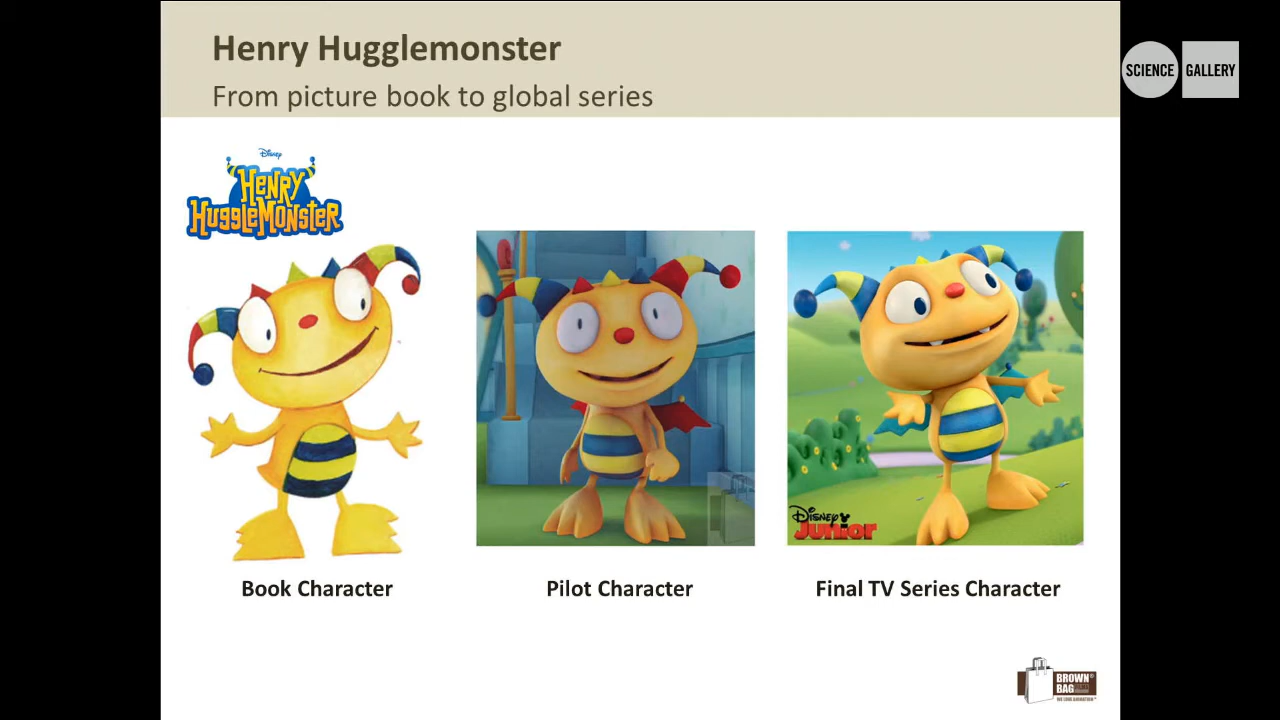 Henry Hugglemonster
From picture book to global series
SCIENCE GALLERY
Disney
HENRY
HUGGLEMONSTER
Disney
Junior
Book Character
Pilot Character
Final TV Series Character
BROWN
BAG